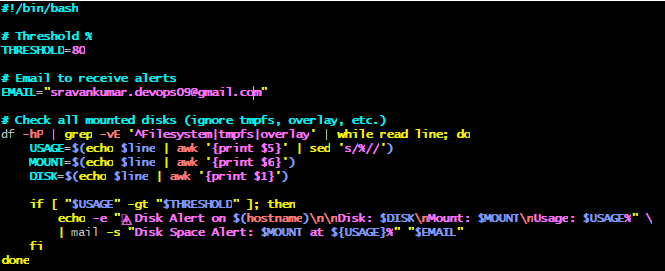 #!/bin/bash
# Threshold %
THRESHOLD=80
# Email to receive alerts
EMAIL="sravankumar.devops09@gmail.com"
# Check all mounted disks (ignore tmpfs, overlay, etc.)
df -hP | grep -vE '^Filesystem|tmpfs|overlay' | while read line; do
    USAGE=$(echo $line | awk '{print $5}' | sed 's/%//')
    MOUNT=$(echo $line | awk '{print $6}')
    DISK=$(echo $line | awk '{print $1}')
    if [ "$USAGE" -gt "$THRESHOLD" ]; then
        echo -e "⚠ Disk Alert on $(hostname)\n\nDisk: $DISK\nMount: $MOUNT\nUsage: $USAGE%" \
        | mail -s "Disk Space Alert: $MOUNT at ${USAGE}%" "$EMAIL"
    fi
done